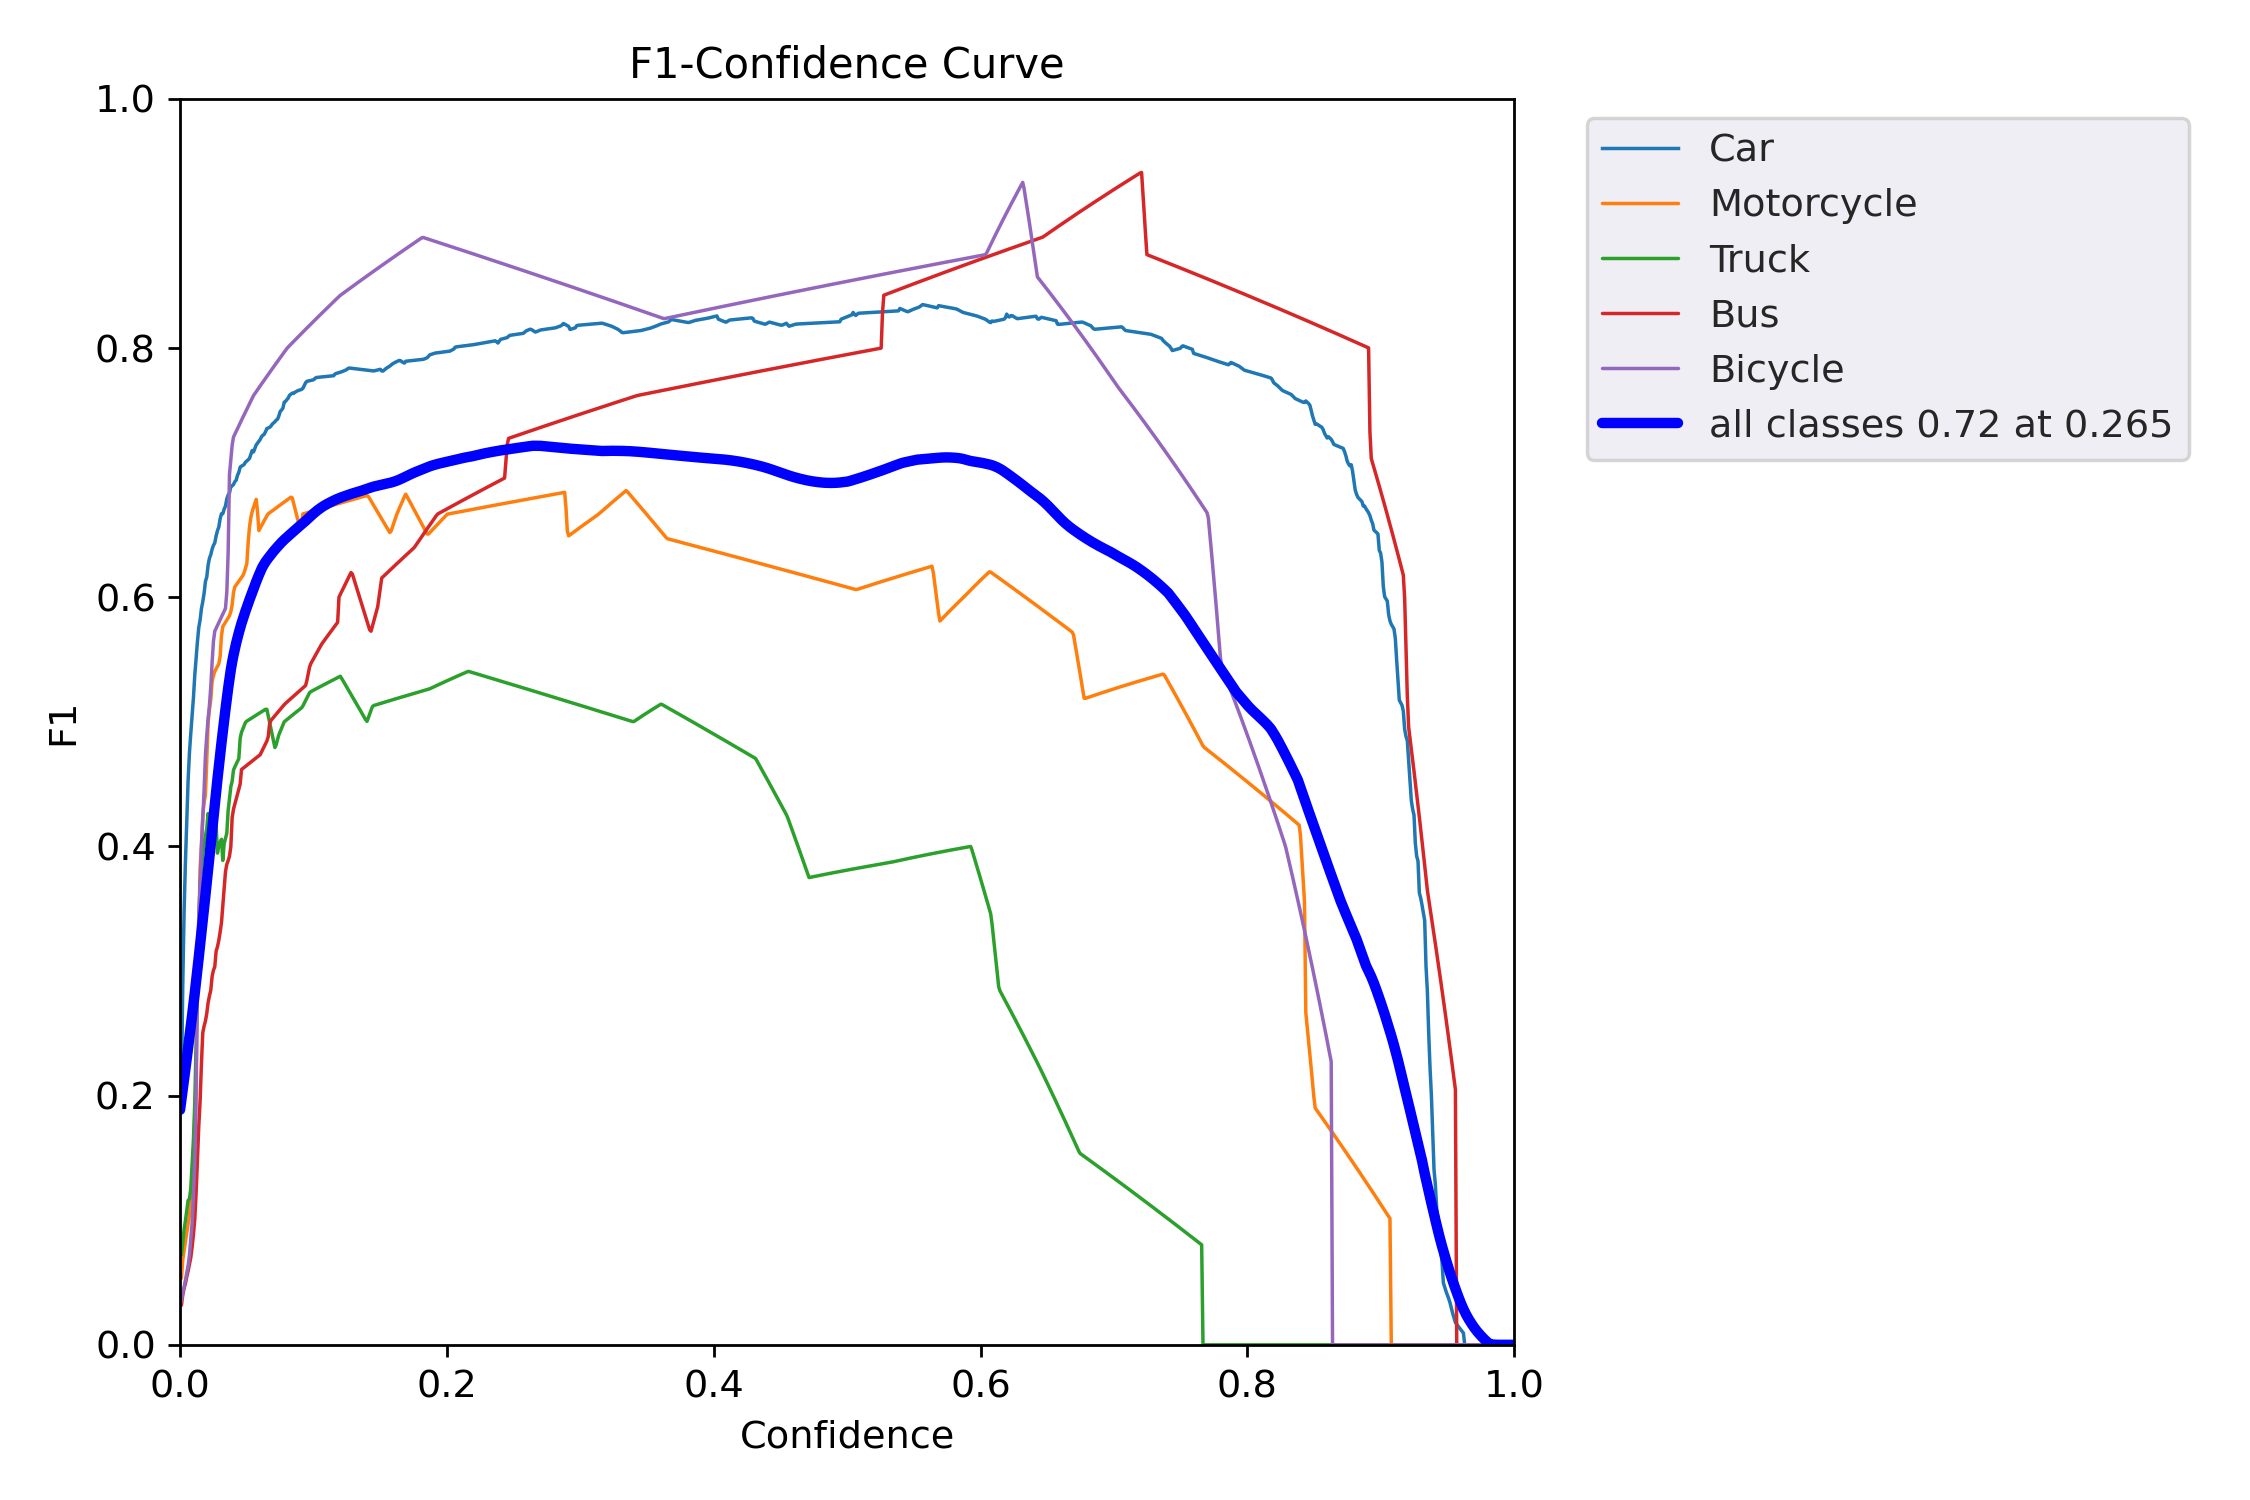 F1-Confidence Curve
1.0
0.8
0.6
0.4
0.2
0.0
F1
0.0 0.2 0.4 0.6 0.8 1.0
Confidence
Car
Motorcycle
Truck
Bus
Bicycle
all classes 0.72 at 0.265